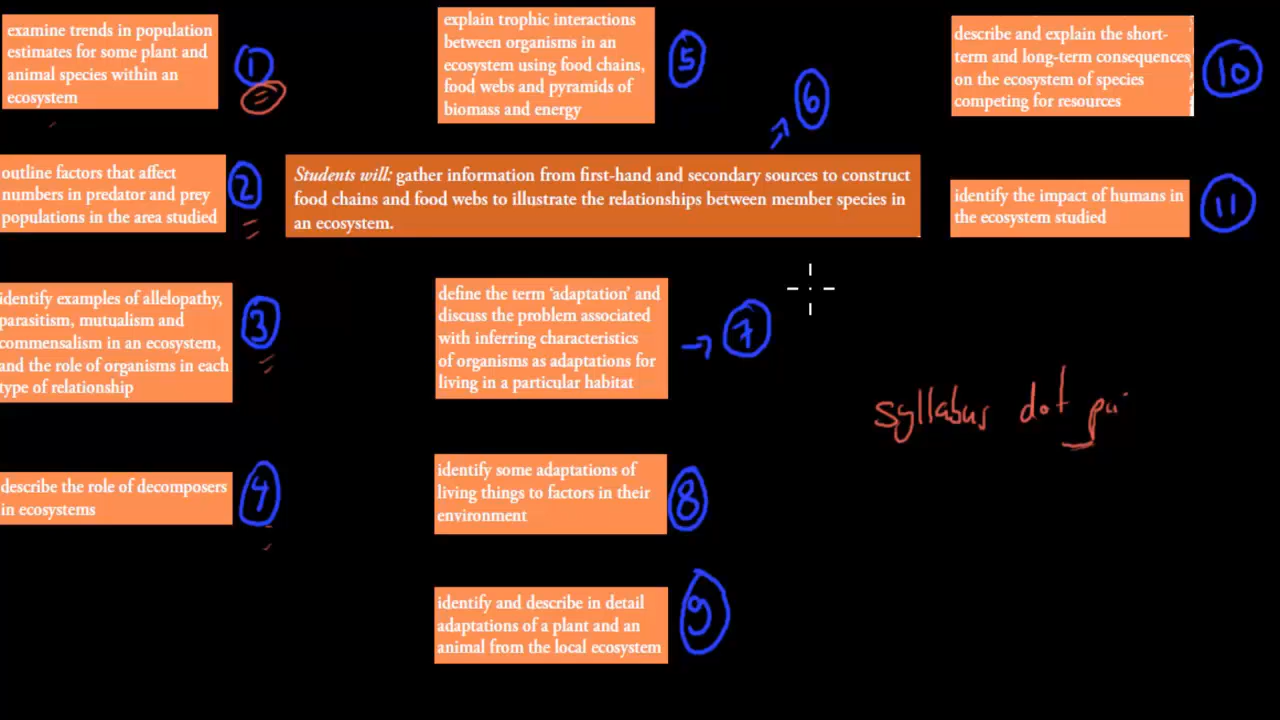 examine trends in population
estimates for some plant and
animal species within an
ecosystem
1
outline factors that affect
numbers in predator and prey
populations in the area studied
2
identify examples of allelopathy,
parasitism, mutualism and
commensalism in an ecosystem,
and the role of organisms in each
type of relationship
3
describe the role of decomposers
in ecosystems
4
explain trophic interactions
between organisms in an
ecosystem using food chains,
food webs and pyramids of
biomass and energy
5
6
Students will: gather information from first-hand and secondary sources to construct
food chains and food webs to illustrate the relationships between member species in
an ecosystem.
define the term ‘adaptation’ and
discuss the problem associated
with inferring characteristics
of organisms as adaptations for
living in a particular habitat
7
identify some adaptations of
living things to factors in their
environment
8
identify and describe in detail
adaptations of a plant and an
animal from the local ecosystem
9
describe and explain the short-
term and long-term consequences
on the ecosystem of species
competing for resources
10
identify the impact of humans in
the ecosystem studied
11
syllabus dot